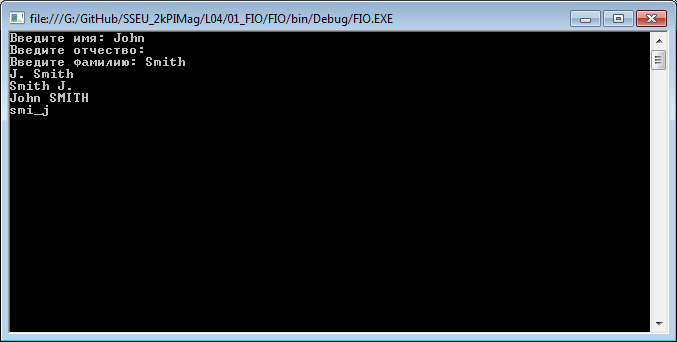 file:///G:/GitHub/SSEU_2kPIMag/L04/01_FIO/FIO/bin/Debug/FIO.EXE
Введите имя: John
Введите отчество:
Введите фамилию: Smith
J. Smith
Smith J.
John SMITH
smi_j